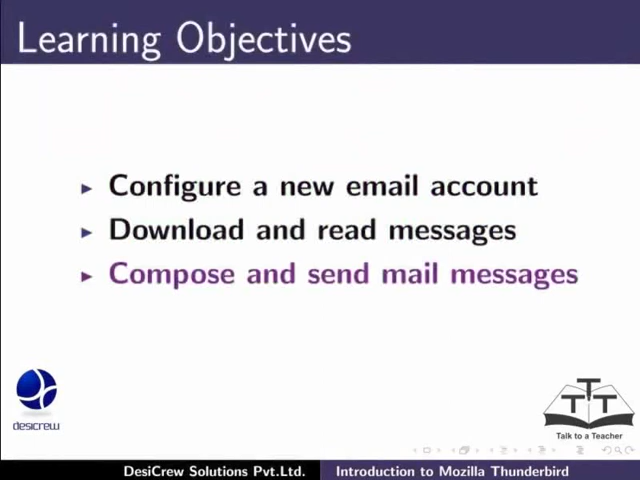 Learning Objectives
Configure a new email account
Download and read messages
Compose and send mail messages
desicrew
TTT
Talk to a Teacher
DesiCrew Solutions Pvt.Ltd. Introduction to Mozilla Thunderbird